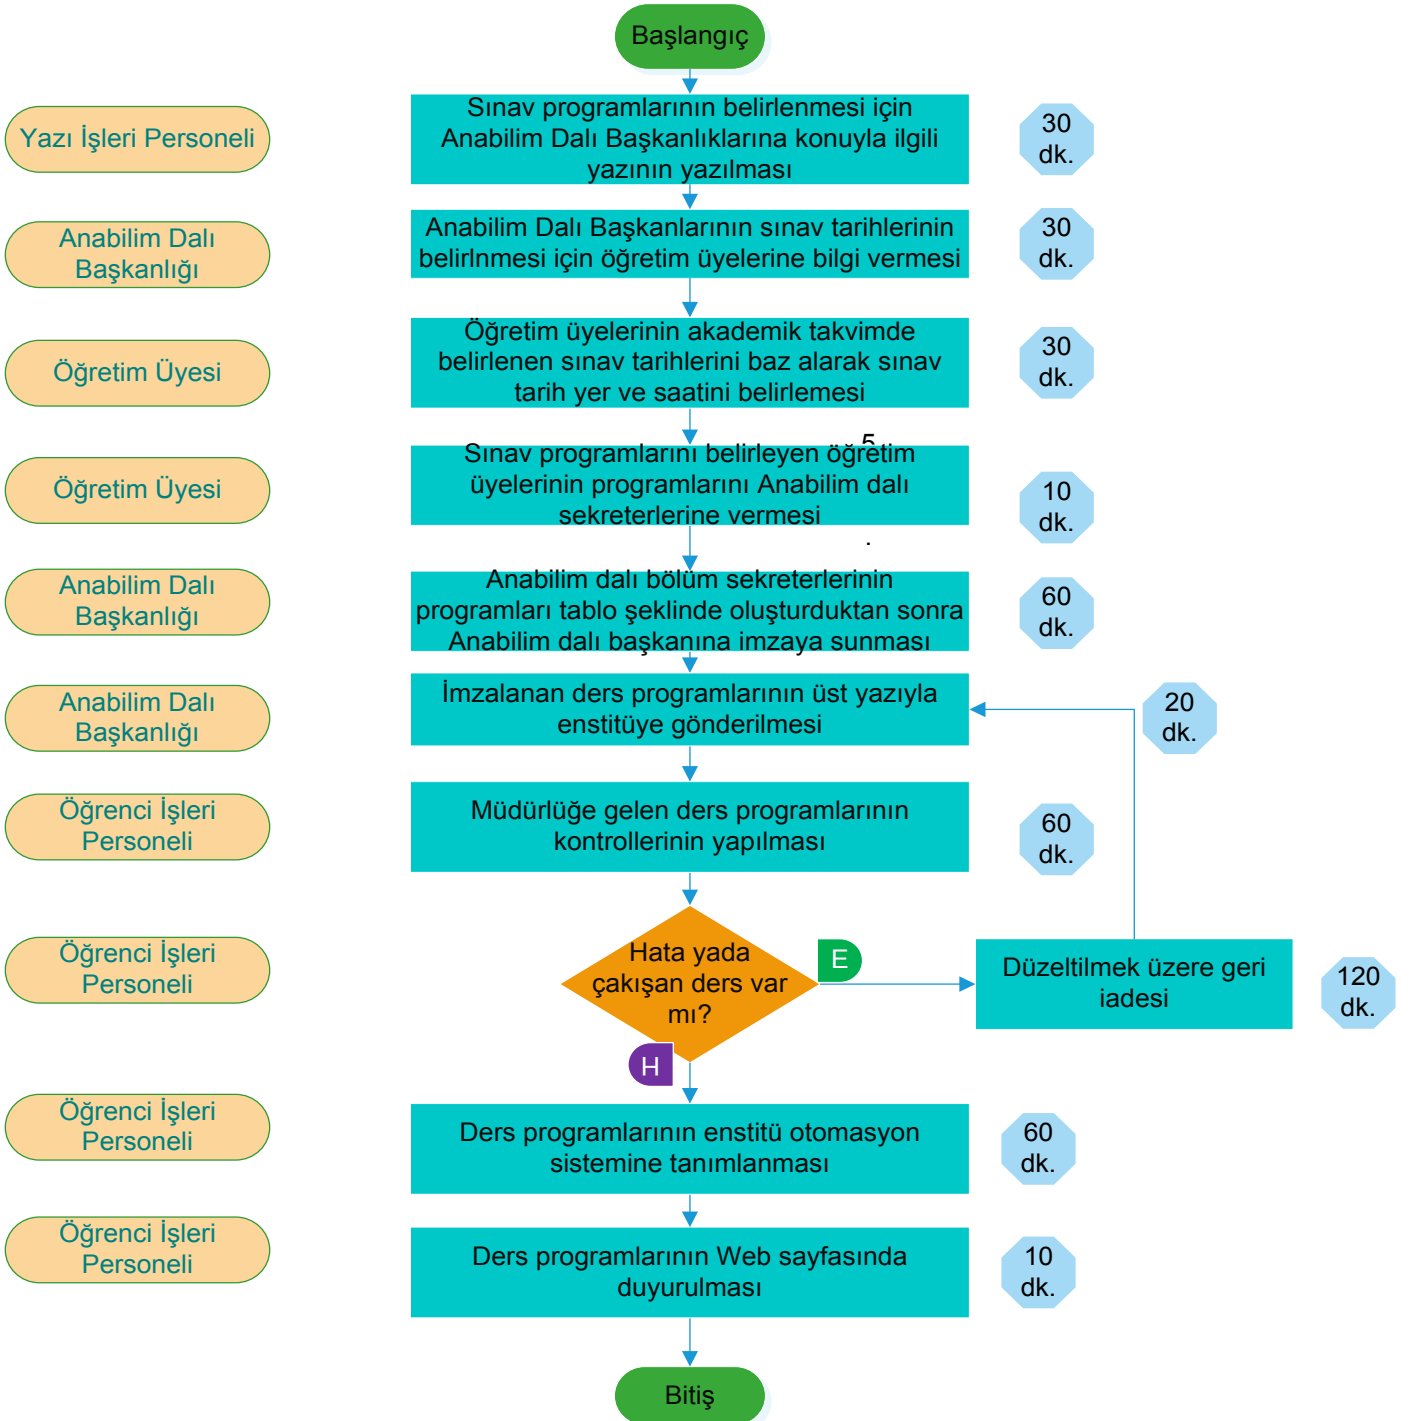 Başlangıç
Yazı İşleri Personeli
Sınav programlarının belirlenmesi için
Anabilim Dalı Başkanlıklarına konuyla ilgili
yazının yazılması
30
dk.
Anabilim Dalı
Başkanlığı
Anabilim Dalı Başkanlarının sınav tarihlerinin
belirlnmesi için öğretim üyelerine bilgi vermesi
30
dk.
Öğretim Üyesi
Öğretim üyelerinin akademik takvimde
belirlenen sınav tarihlerini baz alarak sınav
tarih yer ve saatini belirlemesi
30
dk.
5
Öğretim Üyesi
Sınav programlarını belirleyen öğretim
üyelerinin programlarını Anabilim dalı
sekreterlerine vermesi
.
10
dk.
Anabilim Dalı
Başkanlığı
Anabilim dalı bölüm sekreterlerinin
programları tablo şeklinde oluşturduktan sonra
Anabilim dalı başkanına imzaya sunması
60
dk.
Anabilim Dalı
Başkanlığı
İmzalanan ders programlarının üst yazıyla
enstitüye gönderilmesi
20
dk.
Öğrenci İşleri
Personeli
Müdürlüğe gelen ders programlarının
kontrollerinin yapılması
60
dk.
Öğrenci İşleri
Personeli
Hata yada
çakışan ders var
mı?
E
Düzeltilmek üzere geri
iadesi
120
dk.
H
Öğrenci İşleri
Personeli
Ders programlarının enstitü otomasyon
sistemine tanımlanması
60
dk.
Öğrenci İşleri
Personeli
Ders programlarının Web sayfasında
duyurulması
10
dk.
Bitiş